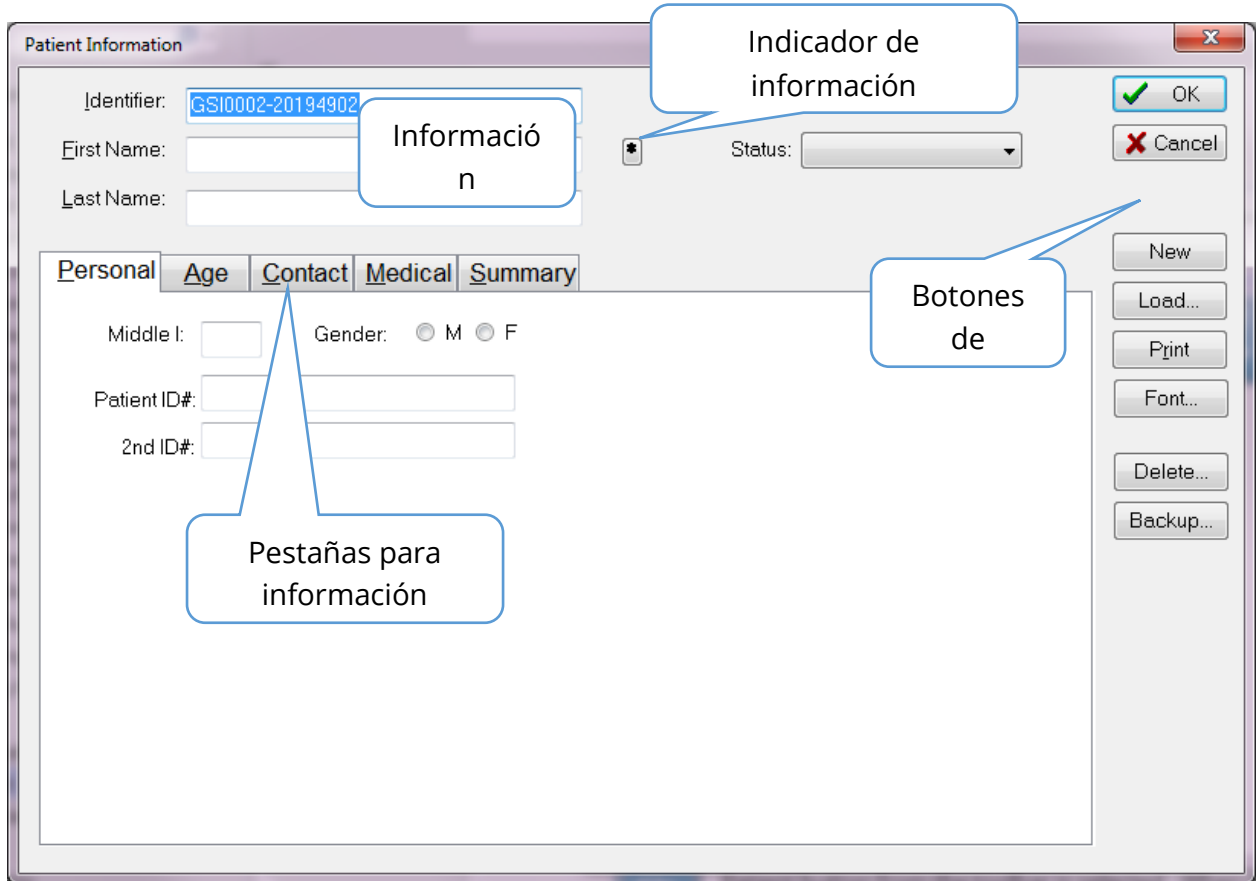 Patient Information
Indicador de
información
Identifier:
GSI0002-20194902
Informació
n
OK
First Name:
*
Status:
Cancel
Last Name:
Personal
Age
Contact
Medical
Summary
New
Botones
de
Load...
Middle I:
Gender:
M
F
Print
Patient ID#:
Font...
2nd ID#:
Delete...
Backup...
Pestañas para
información